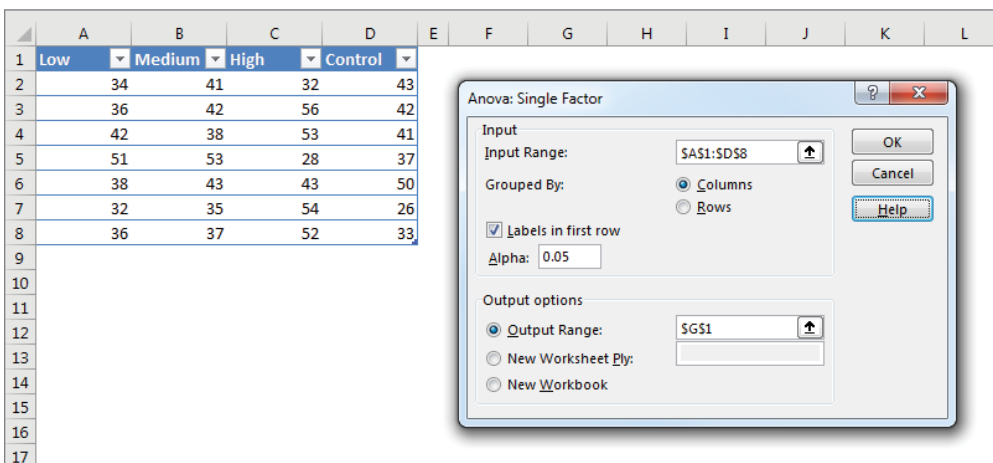 A B C D E F G H I J K L
1 Low Medium High Control
2 34 41 32 43
3 36 42 56 42
4 42 38 53 41
5 51 53 28 37
6 38 43 43 50
7 32 35 54 26
8 36 37 52 33
9
10
11
12
13
14
15
16
17
Anova: Single Factor
Input
Input Range: $A$1:$D$8
Grouped By: Columns
Rows
Labels in first row
Alpha: 0.05
Output options
Output Range: $G$1
New Worksheet Ply:
New Workbook
OK
Cancel
Help